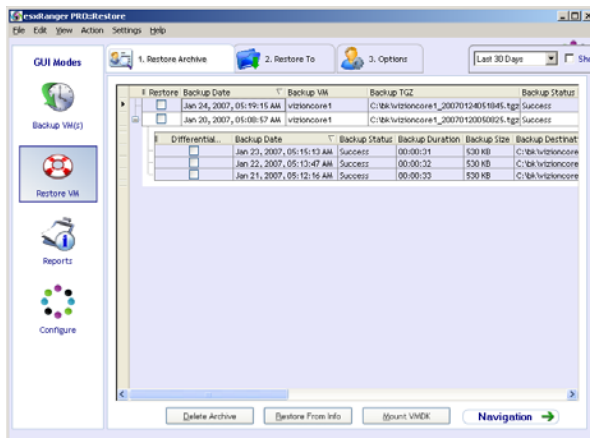 esxRanger PRO::Restore
File Edit View Action Settings Help
GUI Modes
Backup VM(s)
Restore VM
Reports
Configure
1. Restore Archive
2. Restore To
3. Options
Last 30 Days
Restore Backup Date Backup VM Backup TGZ Backup Status
Jan 24, 2007, 05:19:15 AM vizioncore1 C:\bk\vizioncore1_20070124051845.tgz Success
Jan 20, 2007, 05:08:57 AM vizioncore1 C:\bk\vizioncore1_20070120050825.tgz Success
Differential... Backup Date Backup Status Backup Duration Backup Size Backup Destinat
Jan 23, 2007, 05:15:13 AM Success 00:00:31 530 KB C:\bk\vizioncore
Jan 22, 2007, 05:13:47 AM Success 00:00:32 530 KB C:\bk\vizioncore
Jan 21, 2007, 05:12:16 AM Success 00:00:33 530 KB C:\bk\vizioncore
Delete Archive
Restore From Info
Mount VMDK
Navigation